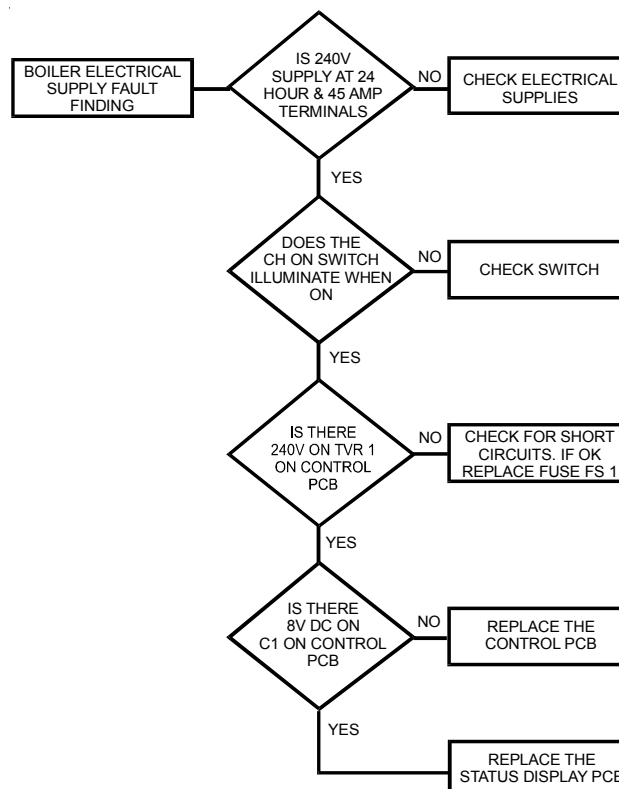 BOILER ELECTRICAL
SUPPLY FAULT
FINDING
IS 240V
SUPPLY AT 24
HOUR & 45 AMP
TERMINALS
NO
CHECK ELECTRICAL
SUPPLIES
YES
DOES THE
CH ON SWITCH
ILLUMINATE WHEN
ON
NO
CHECK SWITCH
YES
IS THERE
240V ON TVR 1
ON CONTROL
PCB
NO
CHECK FOR SHORT
CIRCUITS. IF OK
REPLACE FUSE FS 1
YES
IS THERE
8V DC ON
C1 ON CONTROL
PCB
NO
REPLACE THE
CONTROL PCB
YES
REPLACE THE
STATUS DISPLAY PCB